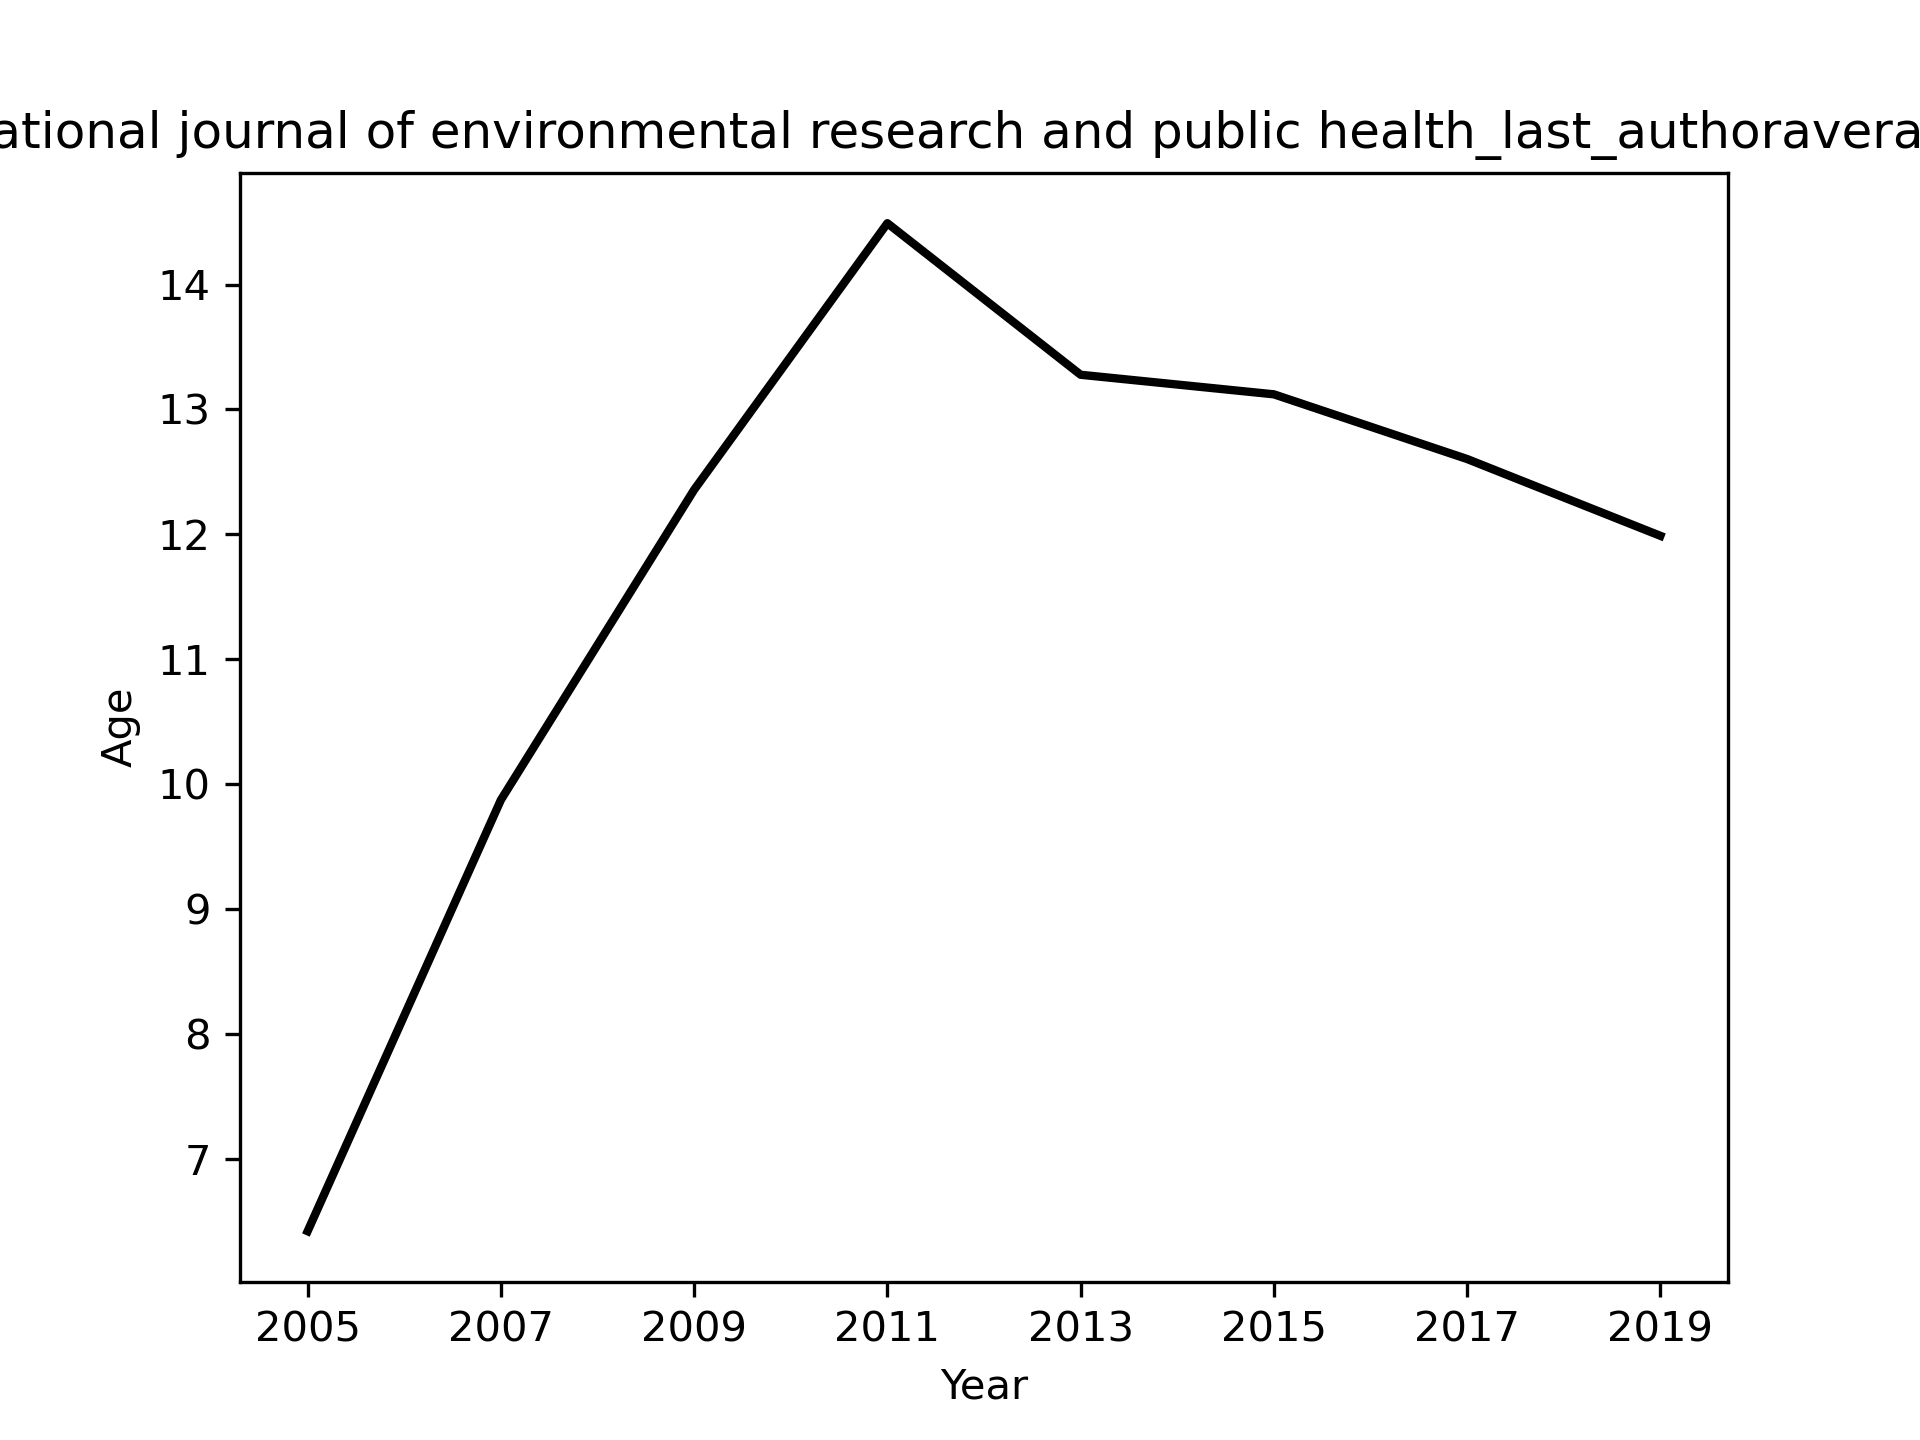 ational journal of environmental research and public health_last_authoravera
14
13
12
11
10
9
8
7
Age
2005 2007 2009 2011 2013 2015 2017 2019
Year